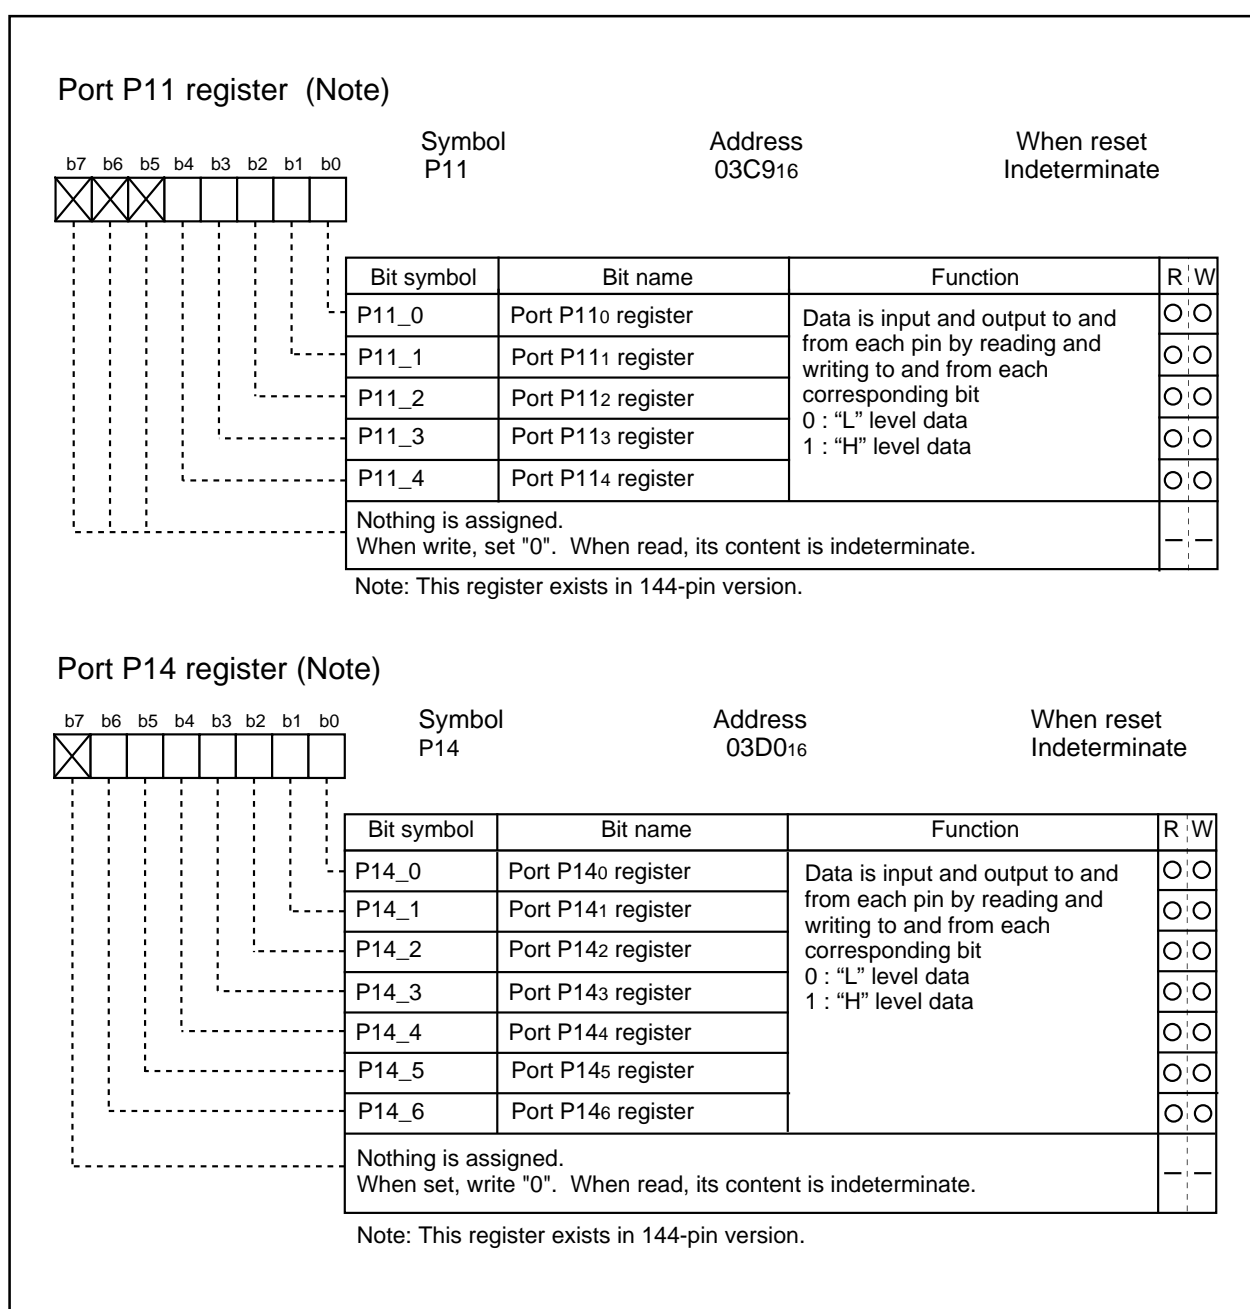 Port P11 register  (Note)
Symbol Address When reset
P11 03C916 Indeterminate
b7 b6 b5 b4 b3 b2 b1 b0
Bit symbol Bit name Function R W
P11_0 Port P110 register
P11_1 Port P111 register
P11_2 Port P112 register
P11_3 Port P113 register
P11_4 Port P114 register
Data is input and output to and
from each pin by reading and
writing to and from each
corresponding bit
0 : “L” level data
1 : “H” level data
Nothing is assigned.
When write, set "0".  When read, its content is indeterminate.
Note: This register exists in 144-pin version.
Port P14 register (Note)
Symbol Address When reset
P14 03D016 Indeterminate
b7 b6 b5 b4 b3 b2 b1 b0
Bit symbol Bit name Function R W
P14_0 Port P140 register
P14_1 Port P141 register
P14_2 Port P142 register
P14_3 Port P143 register
P14_4 Port P144 register
P14_5 Port P145 register
P14_6 Port P146 register
Data is input and output to and
from each pin by reading and
writing to and from each
corresponding bit
0 : “L” level data
1 : “H” level data
Nothing is assigned.
When set, write "0".  When read, its content is indeterminate.
Note: This register exists in 144-pin version.